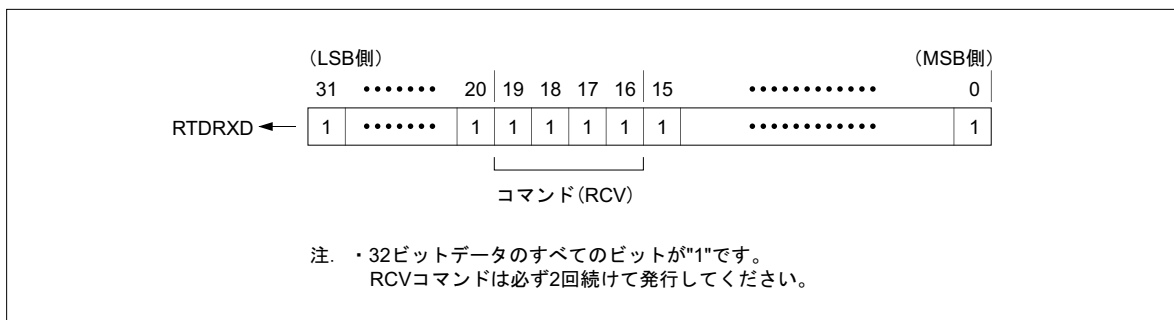 (LSB側) (MSB側)
31 ••••••• 20 19 18 17 16 15 •••••••••••• 0
RTDRXD 1 ••••••• 1 1 1 1 1 1 •••••••••••• 1
コマンド(RCV)
注. ・32ビットデータのすべてのビットが"1"です。
RCVコマンドは必ず2回続けて発行してください。